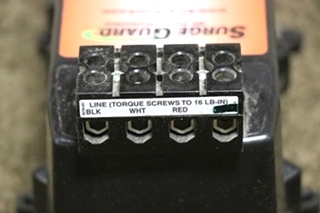 SURGE GUARD
LINE (TORQUE SCREWS TO 16 LB-IN)
BLK WHT RED